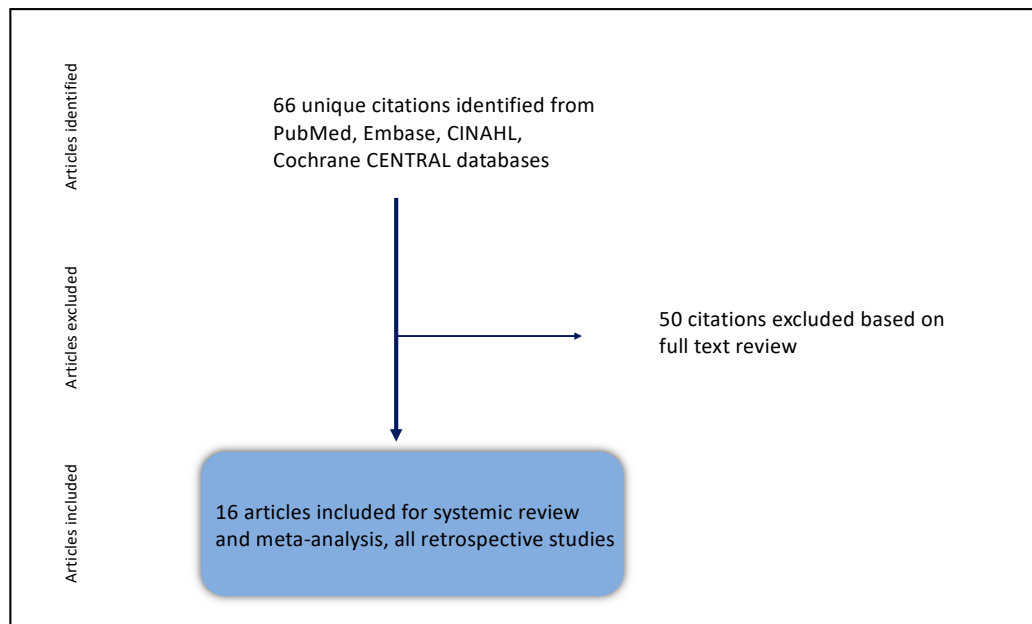 Articles identified
66 unique citations identified from
PubMed, Embase, CINAHL,
Cochrane CENTRAL databases
Articles excluded
50 citations excluded based on
full text review
Articles included
16 articles included for systemic review
and meta-analysis, all retrospective studies